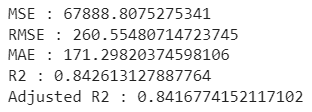 MSE : 67888.8075275341
RMSE : 260.55480714723745
MAE : 171.29820374598106
R2 : 0.842613127887764
Adjusted R2 : 0.8416774152117102